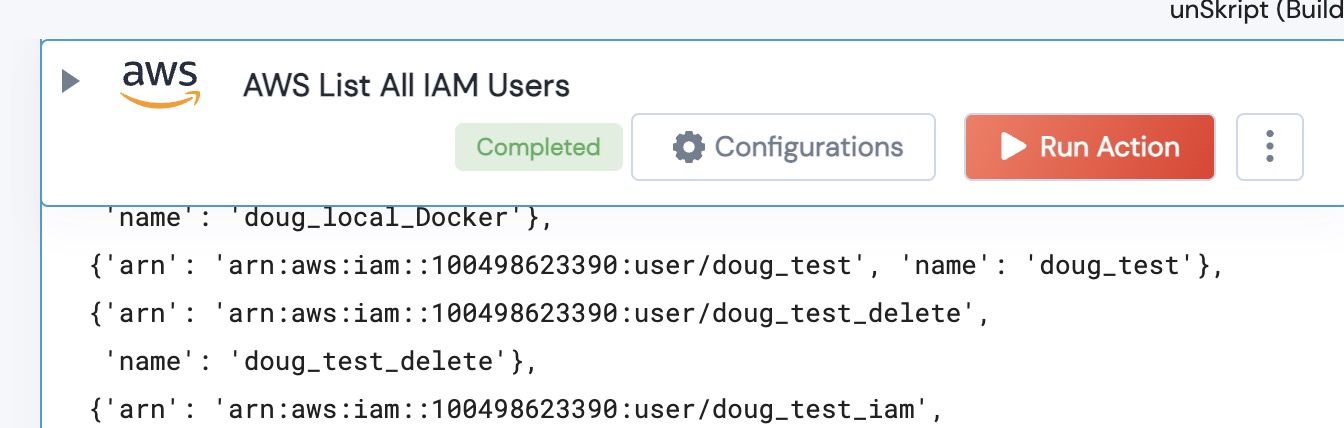 unSkript (Build
aws
AWS List All IAM Users
Completed
Configurations
Run Action
'name': 'doug_local_Docker'},
{'arn': 'arn:aws:iam::100498623390:user/doug_test', 'name': 'doug_test'},
{'arn': 'arn:aws:iam::100498623390:user/doug_test_delete',
'name': 'doug_test_delete'},
{'arn': 'arn:aws:iam::100498623390:user/doug_test_iam',